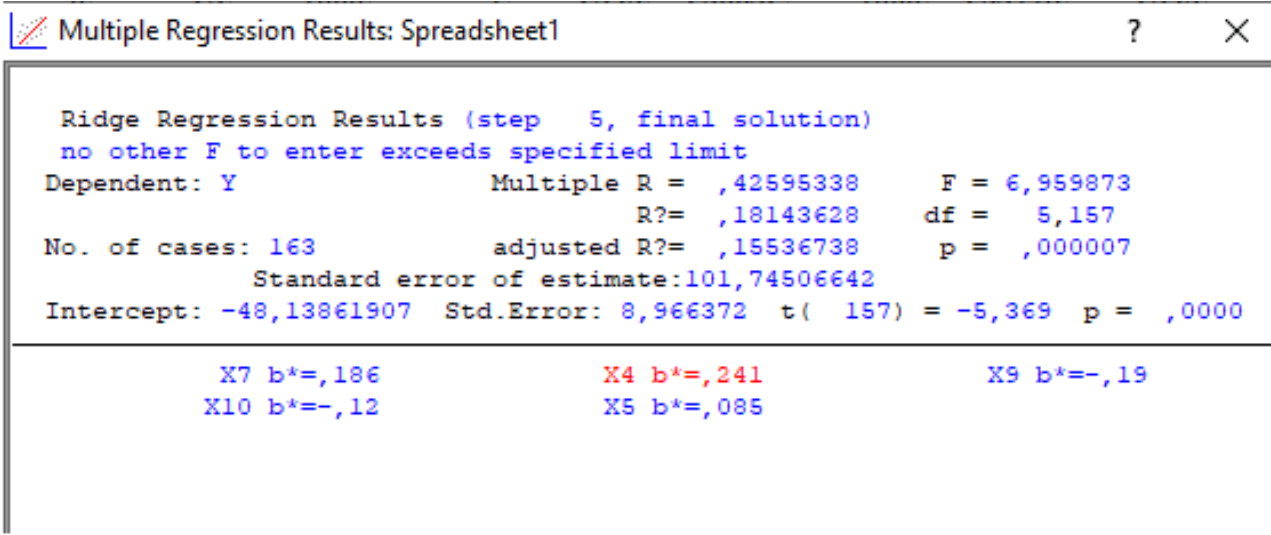 Multiple Regression Results: Spreadsheet1 ? ×
Ridge Regression Results (step 5, final solution)
no other F to enter exceeds specified limit
Dependent: Y Multiple R = ,42595338 F = 6,959873
R?= ,18143628 df = 5,157
No. of cases: 163 adjusted R?= ,15536738 p = ,000007
Standard error of estimate:101,74506642
Intercept: -48,13861907 Std.Error: 8,966372 t( 157) = -5,369 p = ,0000
X7 b*=,186 X4 b*=,241 X9 b*=-,19
X10 b*=-,12 X5 b*=,085